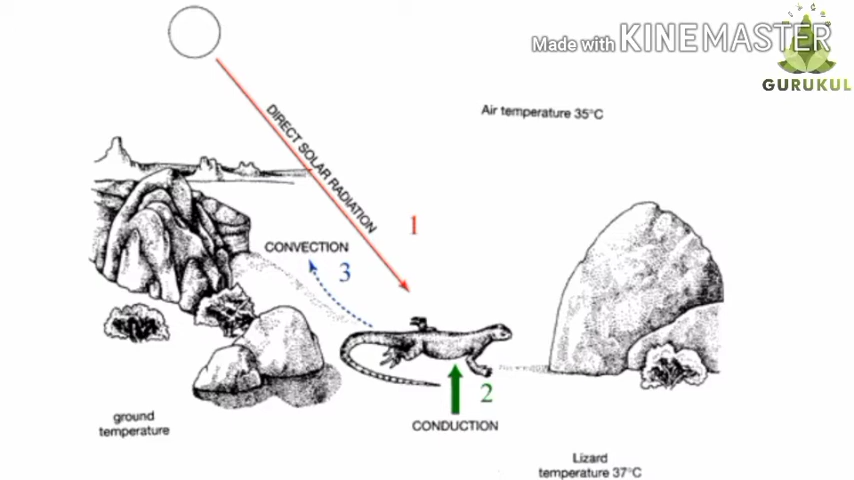 Made with KINEMASTER
GURUKUL
Air temperature 35°C
DIRECT SOLAR RADIATION
1
CONVECTION
3
2
CONDUCTION
ground
temperature
Lizard
temperature 37°C